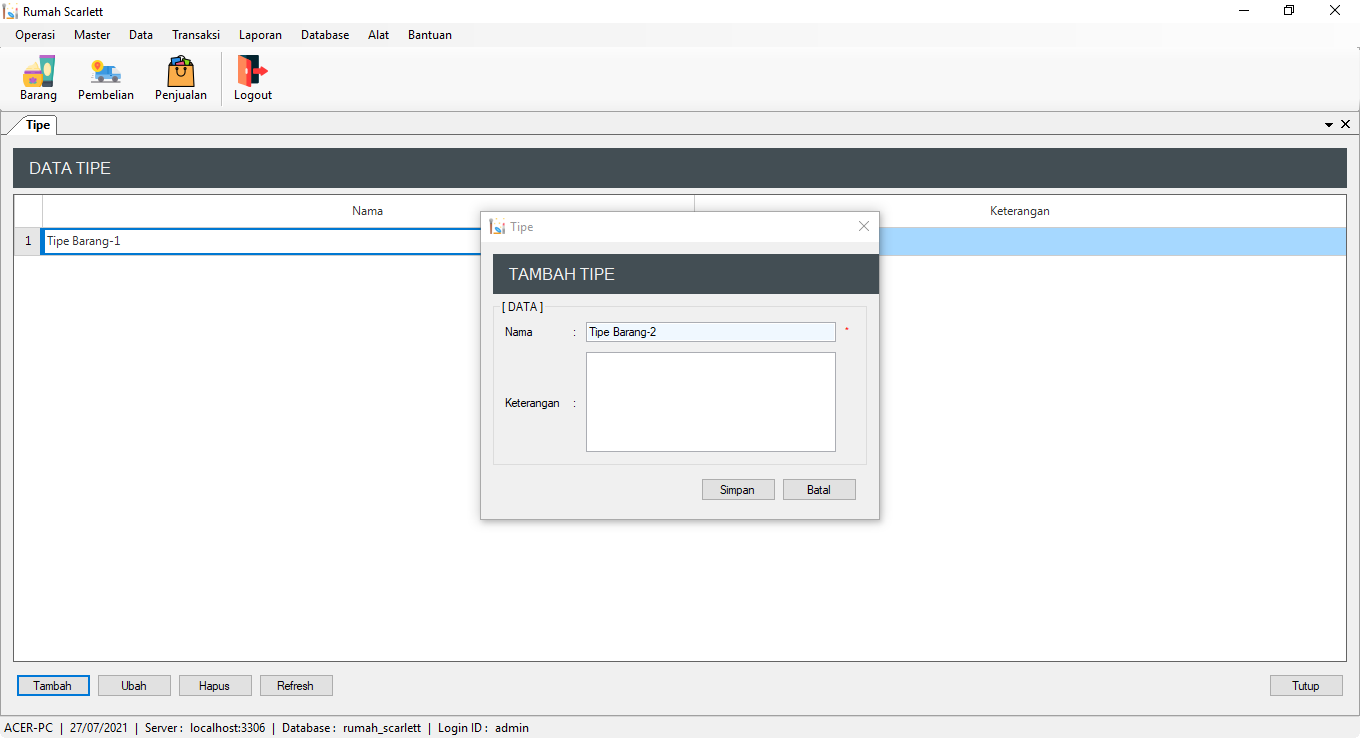 Rumah Scarlett
Operasi Master Data Transaksi Laporan Database Alat Bantuan
Barang Pembelian Penjualan Logout
Tipe
DATA TIPE
Nama Keterangan
1 Tipe Barang-1
Tipe
TAMBAH TIPE
[ DATA ]
Nama : Tipe Barang-2 *
Keterangan :
Simpan Batal
Tambah Ubah Hapus Refresh Tutup
ACER-PC | 27/07/2021 | Server : localhost:3306 | Database : rumah_scarlett | Login ID : admin